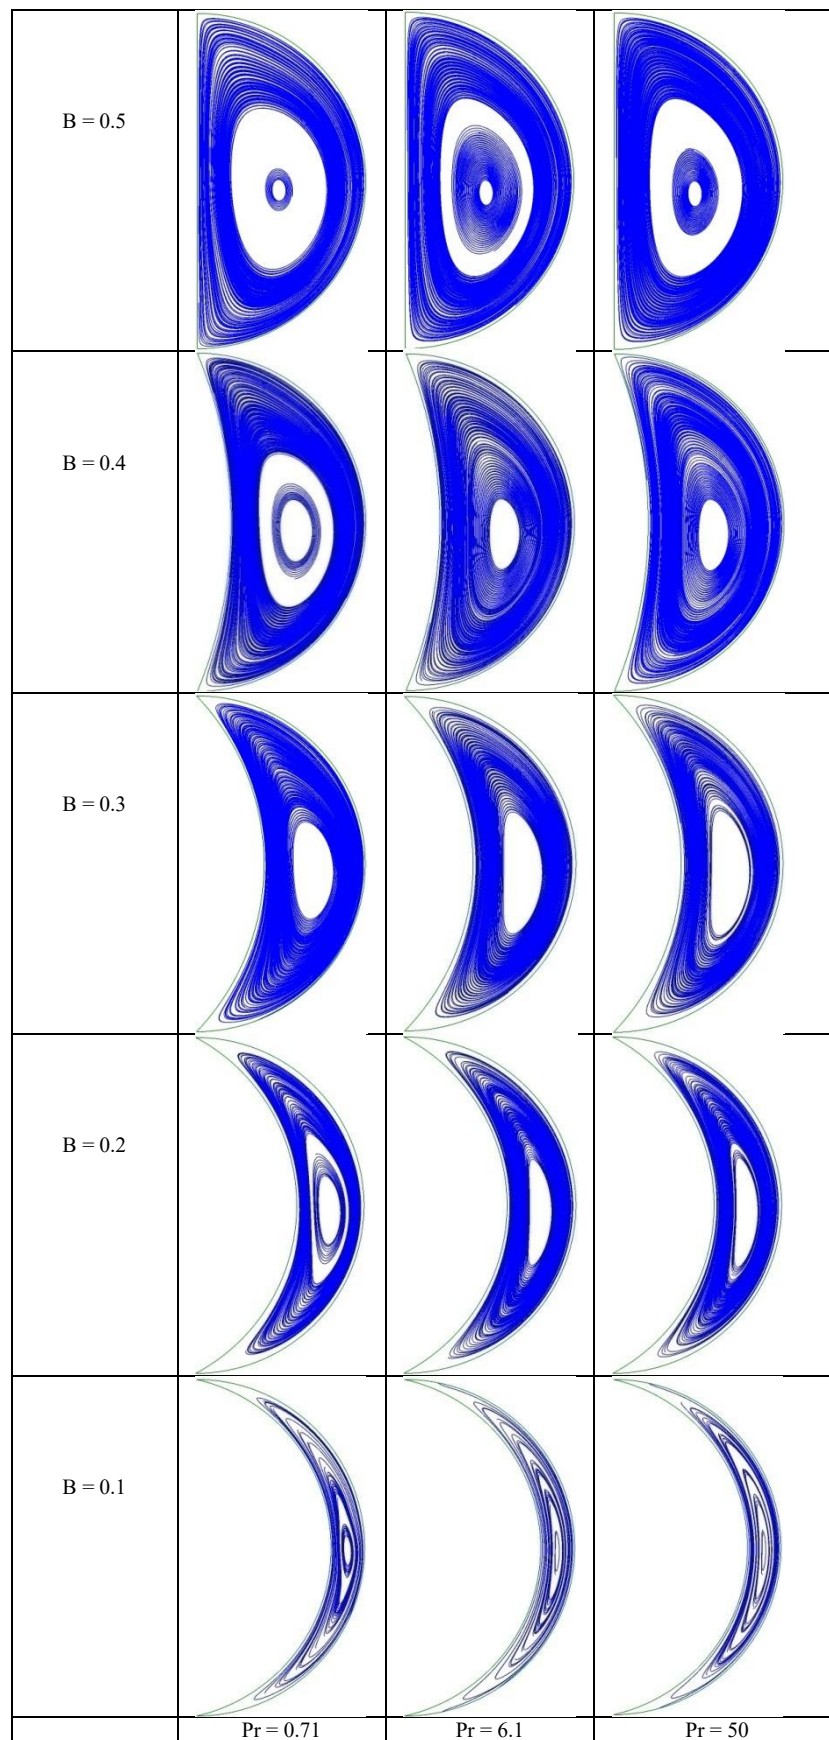 B = 0.5
B = 0.4
B = 0.3
B = 0.2
B = 0.1
Pr = 0.71 Pr = 6.1 Pr = 50